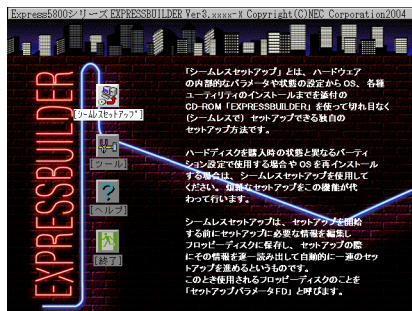 Express5800シリーズ EXPRESSBUILDER Ver3.xxxx-X Copyright(C)NEC Corporation2004
EXPRESSBUILDER
[シームレスセットアップ]
[ツール]
[ヘルプ]
[終了]
「シームレスセットアップ」とは、ハードウェア
の内部的なパラメータや状態の設定から OS、各種
ユーティリティのインストールまでを添付の
CD-ROM「EXPRESSBUILDER」を使って切れ目なく
(シームレスで) セットアップできる独自の
セットアップ方法です。
ハードディスクを購入時の状態と異なるパーティ
ション設定で使用する場合や OS を再インストール
する場合は、シームレスセットアップを使用して
ください。煩雑なセットアップをこの機能が代
わって行います。
シームレスセットアップは、セットアップを開始
する前にセットアップに必要な情報を編集し
フロッピーディスクに保存し、セットアップの際
にその情報を逐一読み出して自動的に一連のセッ
トアップを進めるというものです。
このとき使用されるフロッピーディスクのことを
「セットアップパラメータFD」と呼びます。